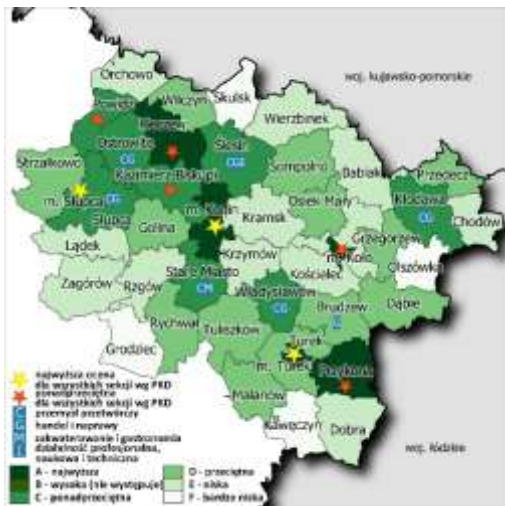 Orchowo
Skulsk
woj. kujawsko-pomorskie
Powidz
Wilczyn
Wierzbinek
Kleczew
Ostrowite
Ślesin
Strzałkowo
Sompolno
Babiak
Przedecz
Kazimierz Biskupi
m. Słupca
Osiek Mały
Kłodawa
Słupca
m. Konin
Kramsk
Chodów
Golina
Grzegorzew
Lądek
Krzymów
m. Koło
Olszówka
Stare Miasto
Kościelec
Zagórów
Rzgów
Władysławów
Dąbie
Brudzew
Rychwał
Tuliszków
Grodziec
Turek
m. Turek
Przykona
Malanów
Kawęczyn
Dobra
woj. łódzkie
najwyższa ocena
dla wszystkich sekcji wg PKD
ponadprzeciętna
dla wszystkich sekcji wg PKD
przemysł przetwórczy
handel i naprawy
zakwaterowanie i gastronomia
działalność profesjonalna,
naukowa i techniczna
A - najwyższa
B - wysoka (nie występuje)
C - ponadprzeciętna
D - przeciętna
E - niska
F - bardzo niska